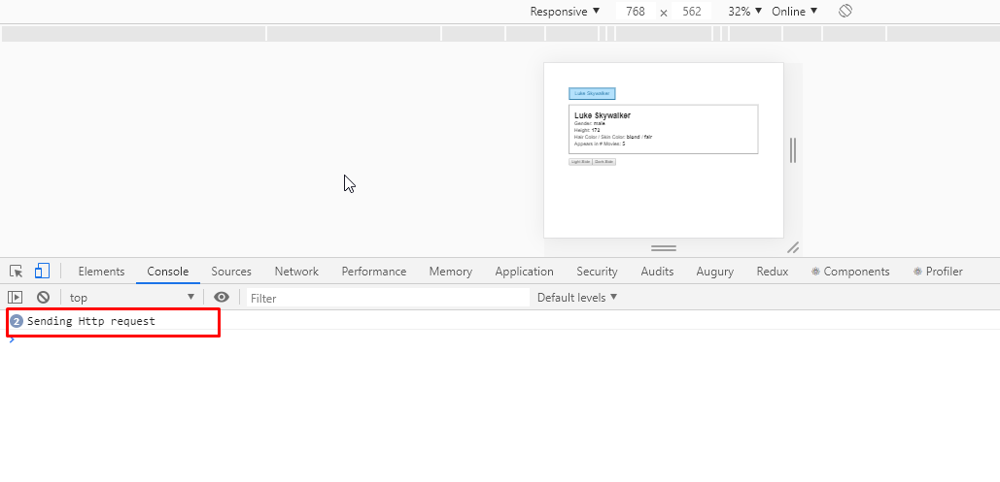 Responsive ▼ 768 × 562 32% ▼ Online ▼
Luke Skywalker
Luke Skywalker
Gender: male
Height: 172
Hair Color / Skin Color: blond / fair
Appears in # Movies: 5
Light Side Dark Side
Elements Console Sources Network Performance Memory Application Security Audits Augury Redux Components Profiler
top ▼ Filter Default levels ▼
2 Sending Http request